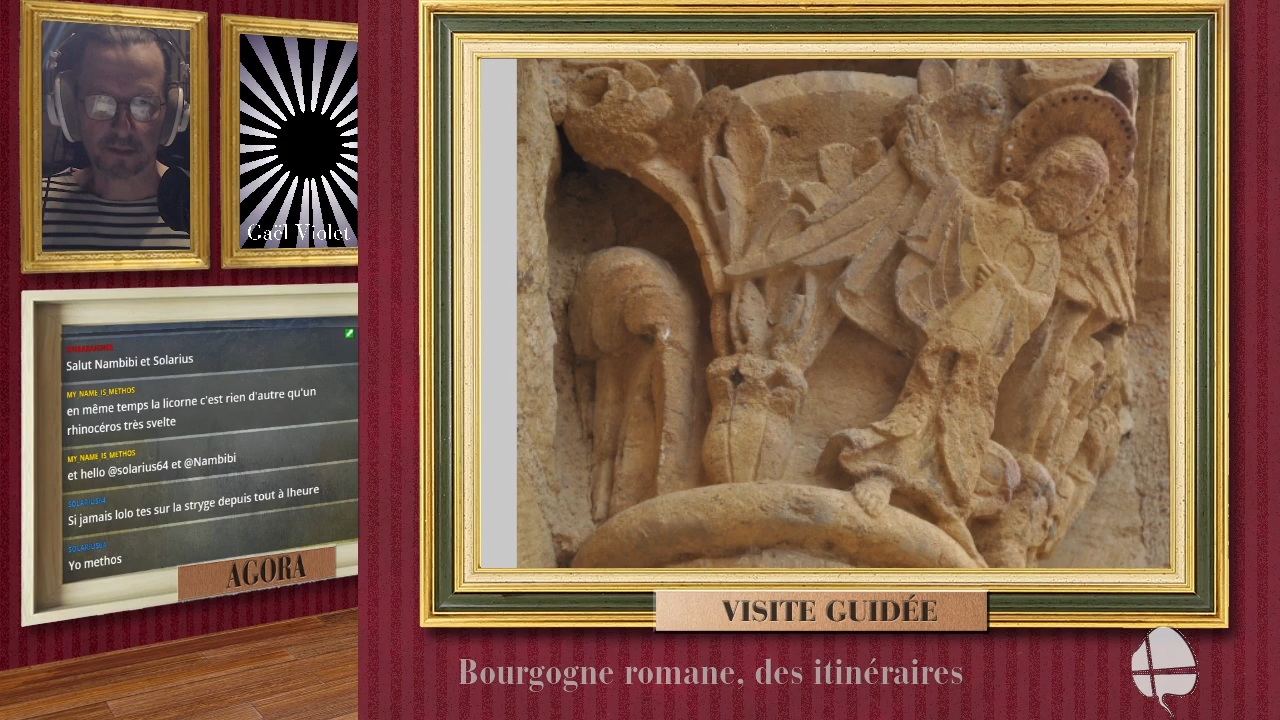 Gaël Violet
Salut Nambibi et Solarius
MY_NAME_IS_METHOS
en même temps la licorne c'est rien d'autre qu'un
rhinocéros très svelte
MY_NAME_IS_METHOS
et hello @solarius64 et @Nambibi
SOLARIUS64
Si jamais lolo tes sur la stryge depuis tout à lheure
SOLARIUS64
Yo methos
AGORA
VISITE GUIDÉE
Bourgogne romane, des itinéraires